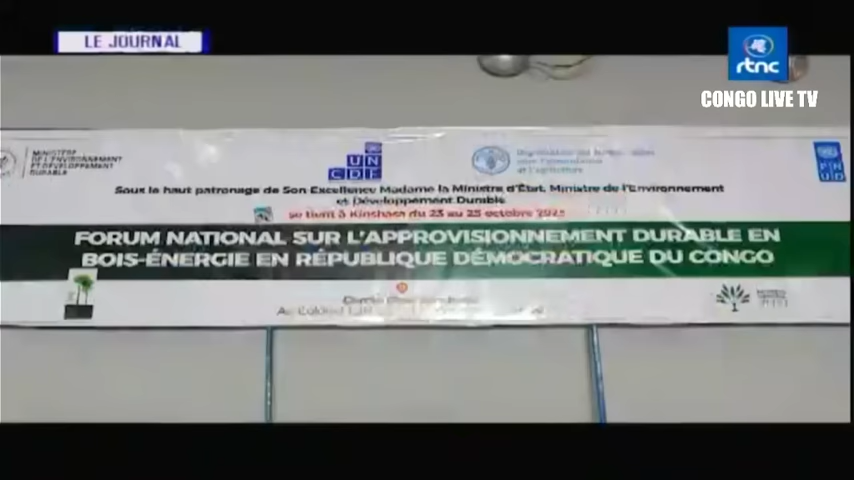 LE JOURNAL
rtnc
CONGO LIVE TV
MINISTÈRE
DE L'ENVIRONNEMENT
ET DÉVELOPPEMENT
DURABLE
UN
CDF
PN
UD
Sous le haut patronage de Son Excellence Madame la Ministre d'État, Ministre de l'Environnement
et Développement Durable
se tient à Kinshasa du 23 au 25 octobre
FORUM NATIONAL SUR L'APPROVISIONNEMENT DURABLE EN
BOIS-ÉNERGIE EN RÉPUBLIQUE DÉMOCRATIQUE DU CONGO